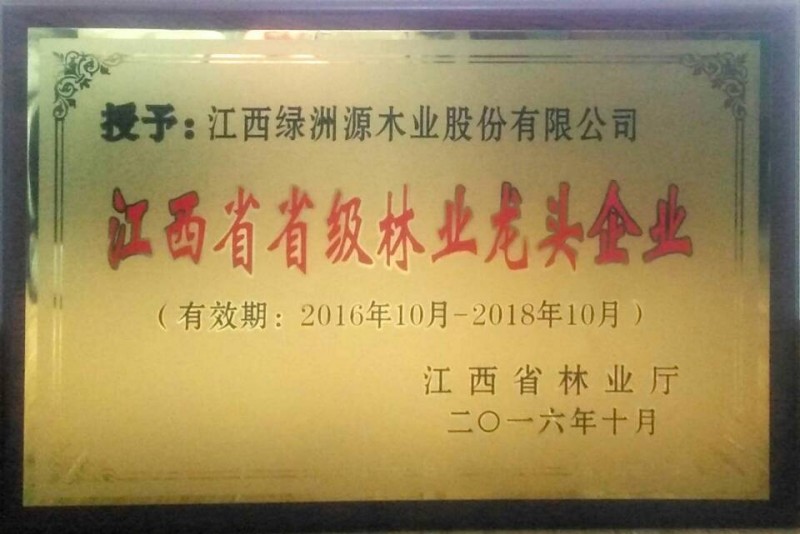 授予：江西绿洲源木业股份有限公司
江西省省级林业龙头企业
（有效期：2016年10月-2018年10月）
江西省林业厅
二〇一六年十月